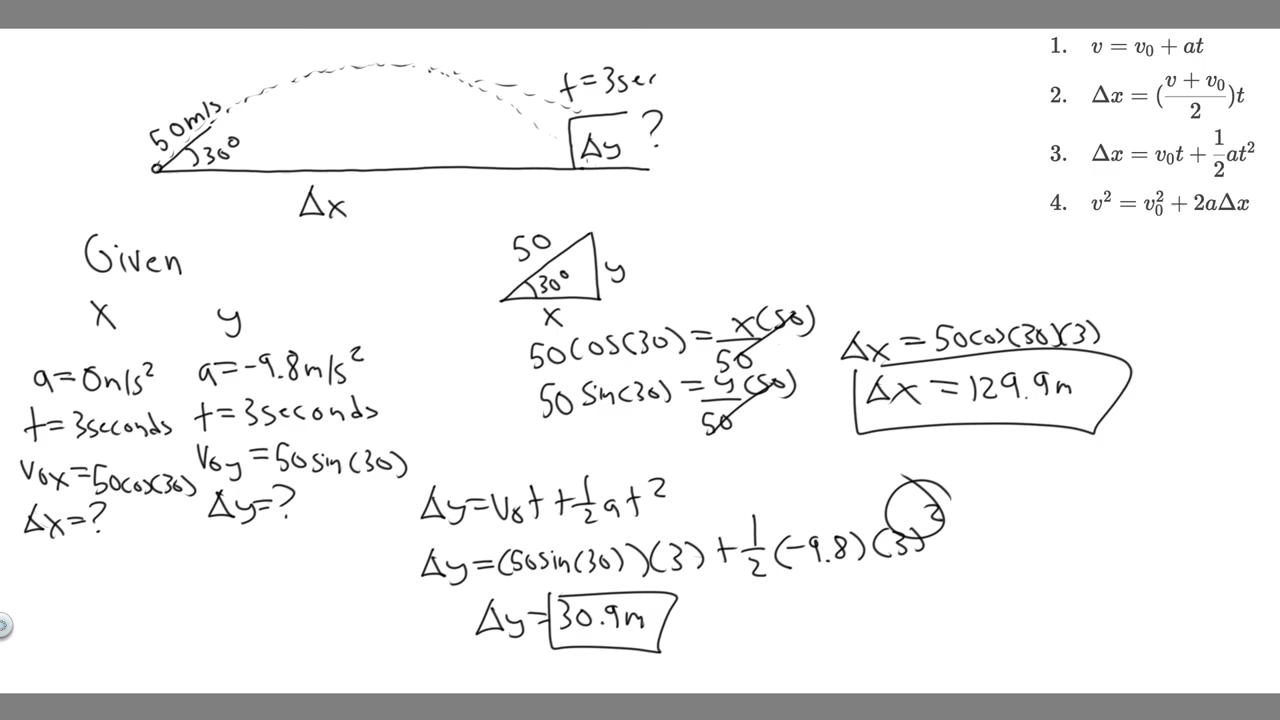 1. v = v₀ + at
2. Δx = ((v + v₀)/2)t
3. Δx = v₀t + 1/2 at²
4. v² = v₀² + 2aΔx
50m/s
30°
t=3sec
Δy ?
Δx
Given
x y
a=0m/s² a=-9.8m/s²
t=3seconds t=3seconds
V₀x=50cos(30) V₀y=50sin(30)
Δx=? Δy=?
50
30°
y
x
50cos(30)=x(50)/50
50sin(30)=y(50)/50
Δx=50cos(30)(3)
Δx=129.9m
Δy=V₀t+1/2at²
Δy=(50sin(30))(3)+1/2(-9.8)(3)²
Δy=30.9m